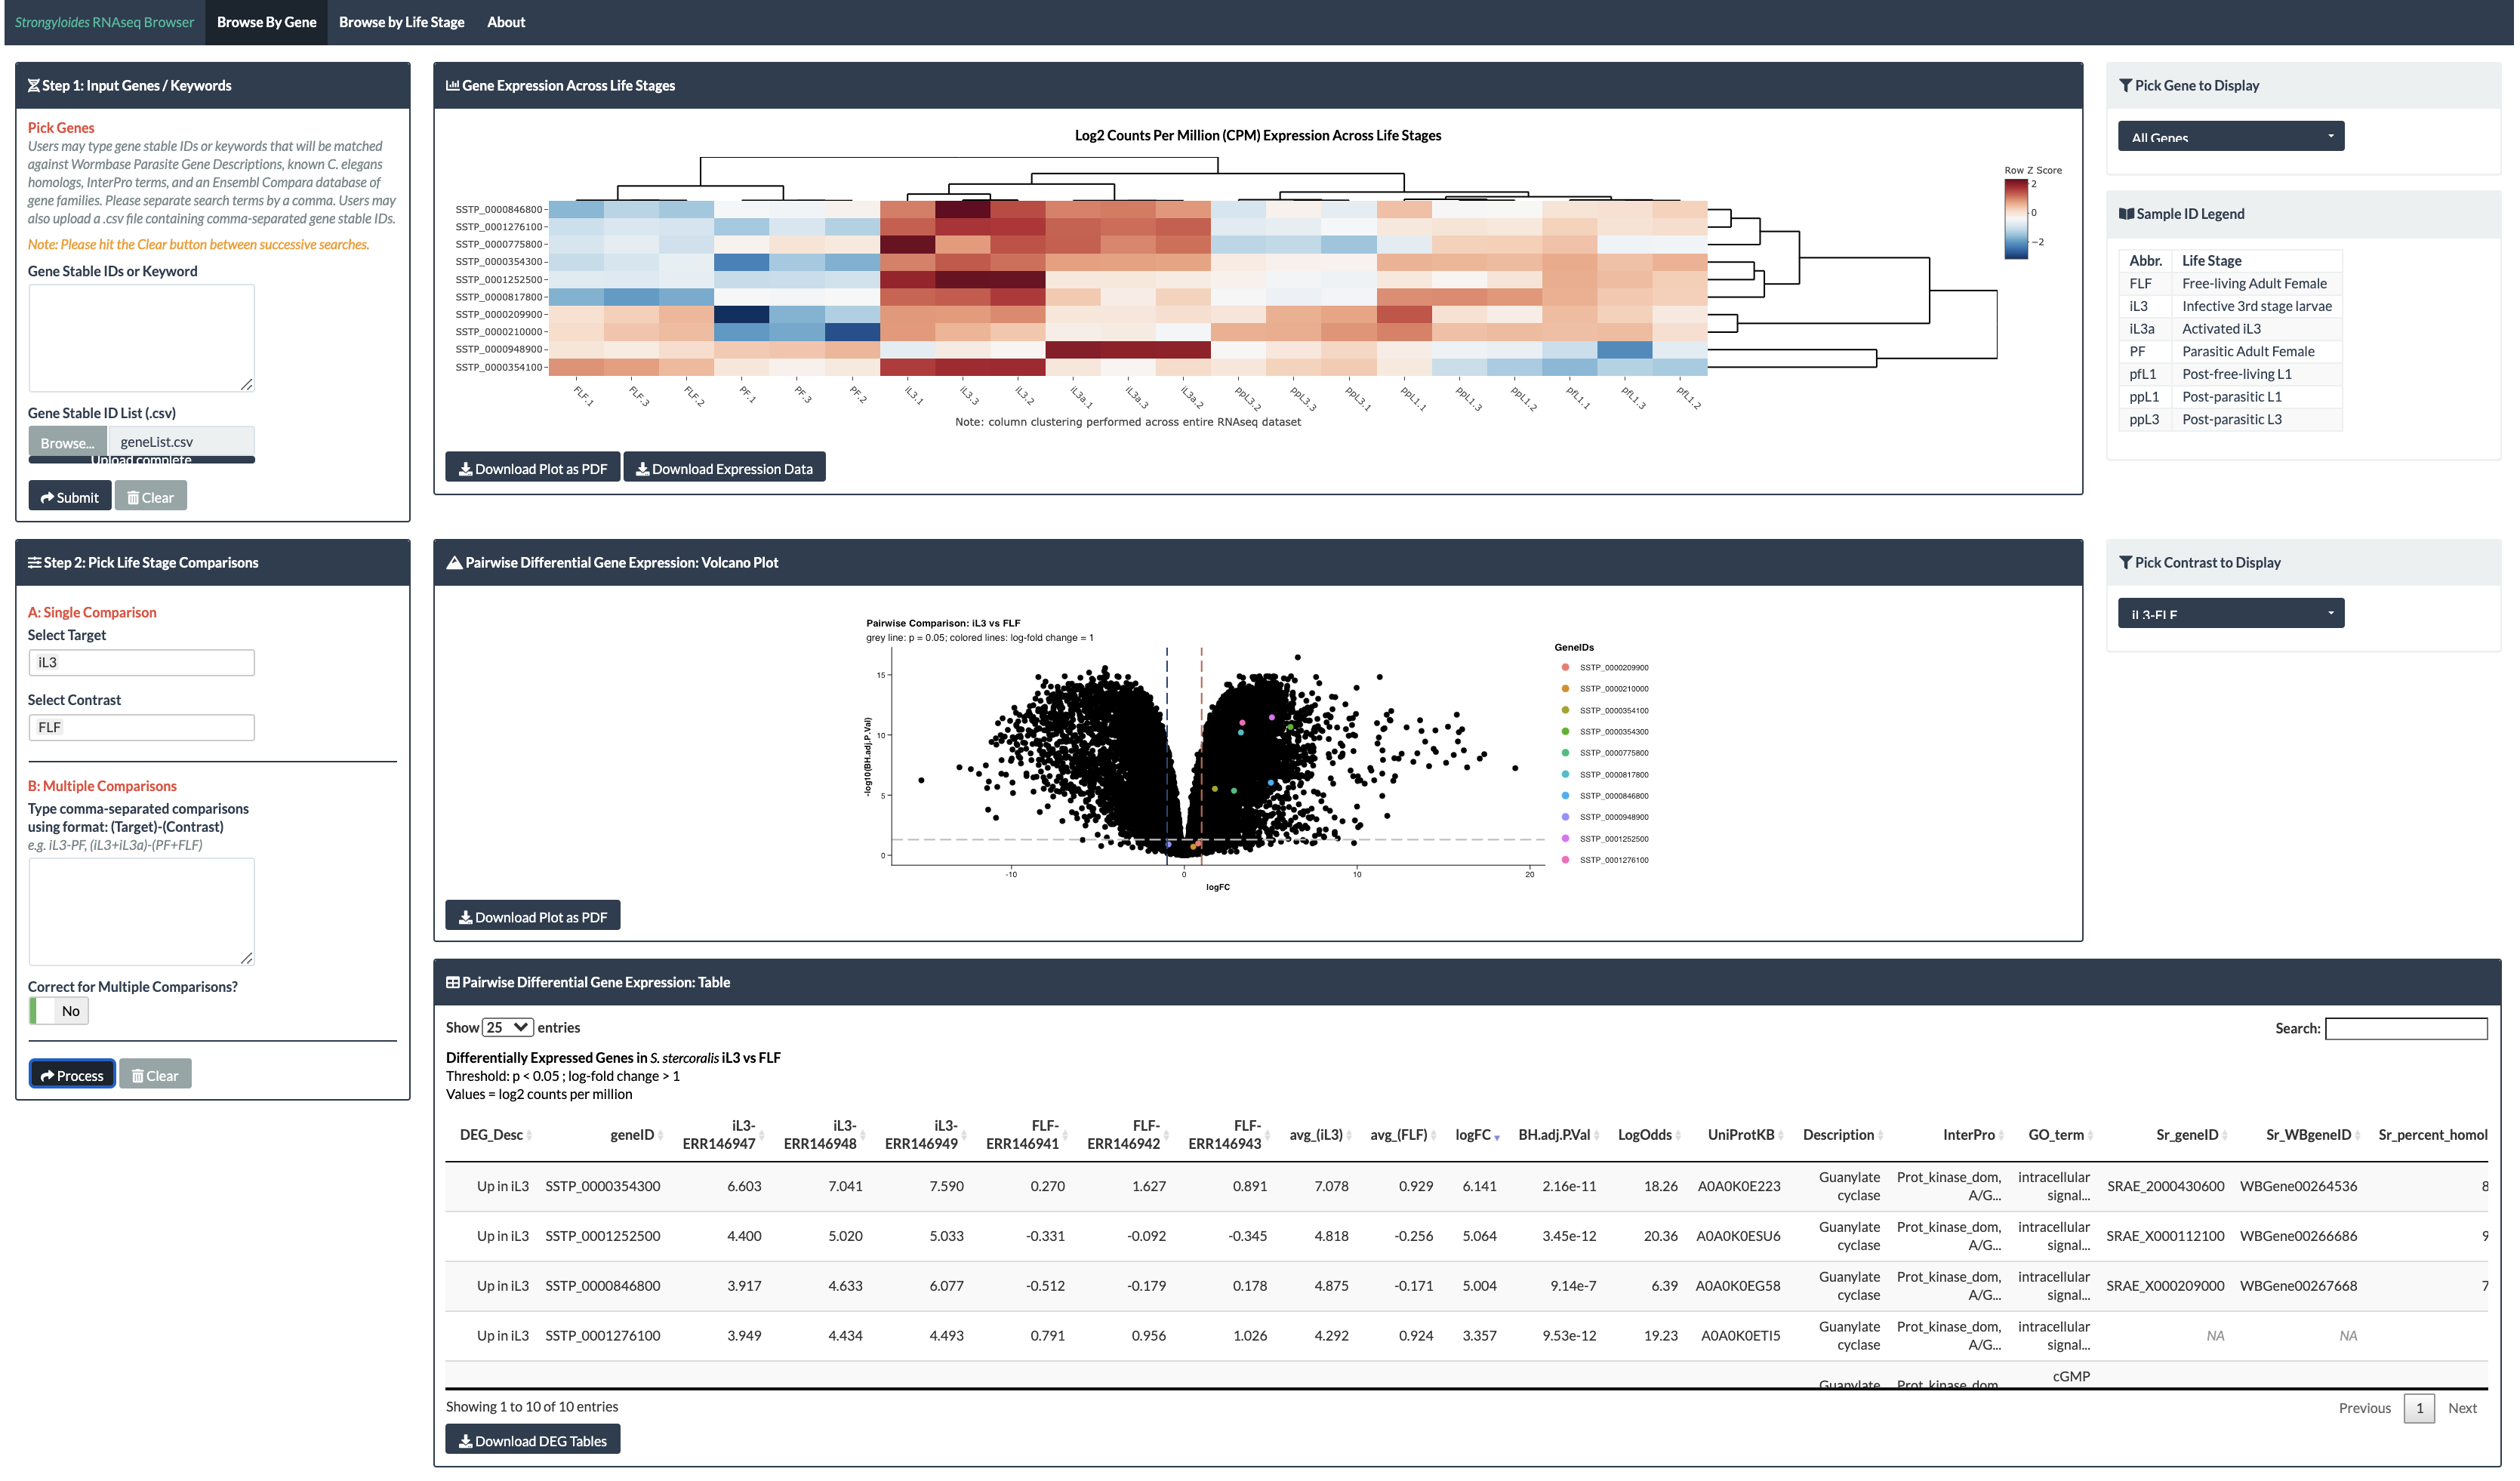 Strongyloides RNAseq Browser
Browse By Gene
Browse by Life Stage
About
Step 1: Input Genes / Keywords
Pick Genes
Users may type gene stable IDs or keywords that will be matched
against Wormbase Parasite Gene Descriptions, known C. elegans
homologs, InterPro terms, and an Ensembl Compara database of
gene families. Please separate search terms by a comma. Users may
also upload a .csv file containing comma-separated gene stable IDs.
Note: Please hit the Clear button between successive searches.
Gene Stable IDs or Keyword
Gene Stable ID List (.csv)
Browse... geneList.csv
Upload complete
Submit Clear
Gene Expression Across Life Stages
Log2 Counts Per Million (CPM) Expression Across Life Stages
Row Z Score
2
0
−2
SSTP_0000846800
SSTP_0001276100
SSTP_0000775800
SSTP_0000354300
SSTP_0001252500
SSTP_0000817800
SSTP_0000209900
SSTP_0000210000
SSTP_0000948900
SSTP_0000354100
FLF.1 FLF.3 FLF.2 PF.1 PF.3 PF.2 iL3.1 iL3.3 iL3.2 iL3a.1 iL3a.3 iL3a.2 ppL3.2 ppL3.3 ppL3.1 ppL1.1 ppL1.3 ppL1.2 pfL1.1 pfL1.3 pfL1.2
Note: column clustering performed across entire RNAseq dataset
Download Plot as PDF
Download Expression Data
Pick Gene to Display
All Genes
Sample ID Legend
Abbr. Life Stage
FLF Free-living Adult Female
iL3 Infective 3rd stage larvae
iL3a Activated iL3
PF Parasitic Adult Female
pfL1 Post-free-living L1
ppL1 Post-parasitic L1
ppL3 Post-parasitic L3
Step 2: Pick Life Stage Comparisons
A: Single Comparison
Select Target
iL3
Select Contrast
FLF
B: Multiple Comparisons
Type comma-separated comparisons
using format: (Target)-(Contrast)
e.g. iL3-PF, (iL3+iL3a)-(PF+FLF)
Correct for Multiple Comparisons?
No
Process Clear
Pairwise Differential Gene Expression: Volcano Plot
Pairwise Comparison: iL3 vs FLF
grey line: p = 0.05; colored lines: log-fold change = 1
-log10(BH.adj.P.Val)
15
10
5
0
-10 0 10 20
logFC
GeneIDs
SSTP_0000209900
SSTP_0000210000
SSTP_0000354100
SSTP_0000354300
SSTP_0000775800
SSTP_0000817800
SSTP_0000846800
SSTP_0000948900
SSTP_0001252500
SSTP_0001276100
Download Plot as PDF
Pick Contrast to Display
iL3-FLF
Pairwise Differential Gene Expression: Table
Show 25 entries
Search:
Differentially Expressed Genes in S. stercoralis iL3 vs FLF
Threshold: p < 0.05 ; log-fold change > 1
Values = log2 counts per million
DEG_Desc geneID iL3-ERR146947 iL3-ERR146948 iL3-ERR146949 FLF-ERR146941 FLF-ERR146942 FLF-ERR146943 avg_(iL3) avg_(FLF) logFC BH.adj.P.Val LogOdds UniProtKB Description InterPro GO_term Sr_geneID Sr_WBgeneID Sr_percent_homol
Up in iL3 SSTP_0000354300 6.603 7.041 7.590 0.270 1.627 0.891 7.078 0.929 6.141 2.16e-11 18.26 A0A0K0E223 Guanylate cyclase Prot_kinase_dom, A/G... intracellular signal... SRAE_2000430600 WBGene00264536 8
Up in iL3 SSTP_0001252500 4.400 5.020 5.033 -0.331 -0.092 -0.345 4.818 -0.256 5.064 3.45e-12 20.36 A0A0K0ESU6 Guanylate cyclase Prot_kinase_dom, A/G... intracellular signal... SRAE_X000112100 WBGene00266686 9
Up in iL3 SSTP_0000846800 3.917 4.633 6.077 -0.512 -0.179 0.178 4.875 -0.171 5.004 9.14e-7 6.39 A0A0K0EG58 Guanylate cyclase Prot_kinase_dom, A/G... intracellular signal... SRAE_X000209000 WBGene00267668 7
Up in iL3 SSTP_0001276100 3.949 4.434 4.493 0.791 0.956 1.026 4.292 0.924 3.357 9.53e-12 19.23 A0A0K0ETI5 Guanylate cyclase Prot_kinase_dom, A/G... intracellular signal... NA NA
Guanylate Prot_kinase_dom cGMP
Showing 1 to 10 of 10 entries
Previous 1 Next
Download DEG Tables